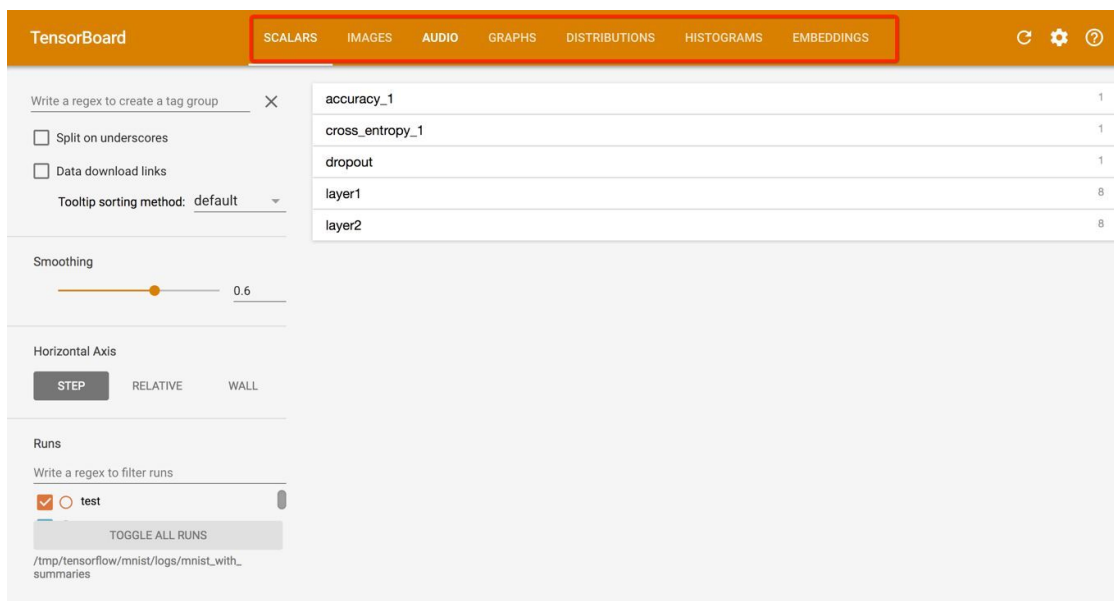 TensorBoard SCALARS IMAGES AUDIO GRAPHS DISTRIBUTIONS HISTOGRAMS EMBEDDINGS
Write a regex to create a tag group
Split on underscores
Data download links
Tooltip sorting method: default
Smoothing
0.6
Horizontal Axis
STEP RELATIVE WALL
Runs
Write a regex to filter runs
test
TOGGLE ALL RUNS
/tmp/tensorflow/mnist/logs/mnist_with_
summaries
accuracy_1 1
cross_entropy_1 1
dropout 1
layer1 8
layer2 8